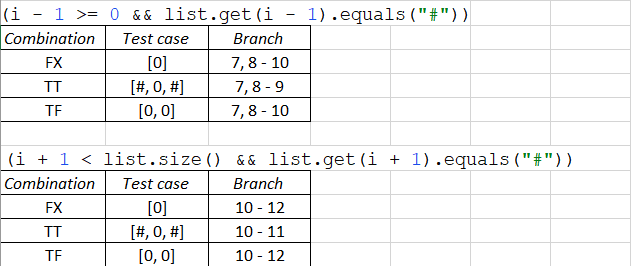 (i - 1 >= 0 && list.get(i - 1).equals("#"))
Combination Test case Branch
FX [0] 7, 8 - 10
TT [#, 0, #] 7, 8 - 9
TF [0, 0] 7, 8 - 10
(i + 1 < list.size() && list.get(i + 1).equals("#"))
Combination Test case Branch
FX [0] 10 - 12
TT [#, 0, #] 10 - 11
TF [0, 0] 10 - 12